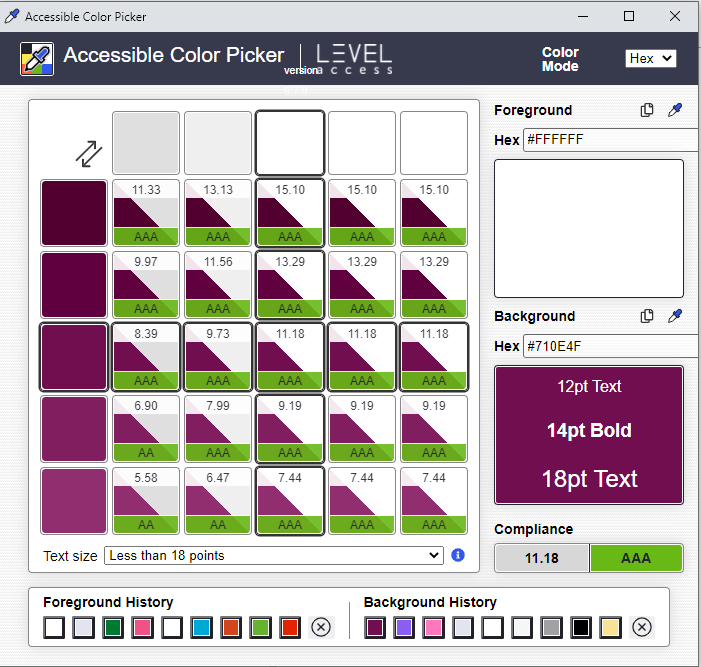 Accessible Color Picker
Accessible Color Picker
version
LEVEL
access
Color
Mode
Hex
Foreground
Hex #FFFFFF
11.33 13.13 15.10 15.10 15.10
AAA AAA AAA AAA AAA
9.97 11.56 13.29 13.29 13.29
AAA AAA AAA AAA AAA
Background
Hex #710E4F
8.39 9.73 11.18 11.18 11.18
AAA AAA AAA AAA AAA
12pt Text
14pt Bold
18pt Text
6.90 7.99 9.19 9.19 9.19
AA AAA AAA AAA AAA
5.58 6.47 7.44 7.44 7.44
AA AA AAA AAA AAA
Compliance
11.18 AAA
Text size Less than 18 points
Foreground History
Background History